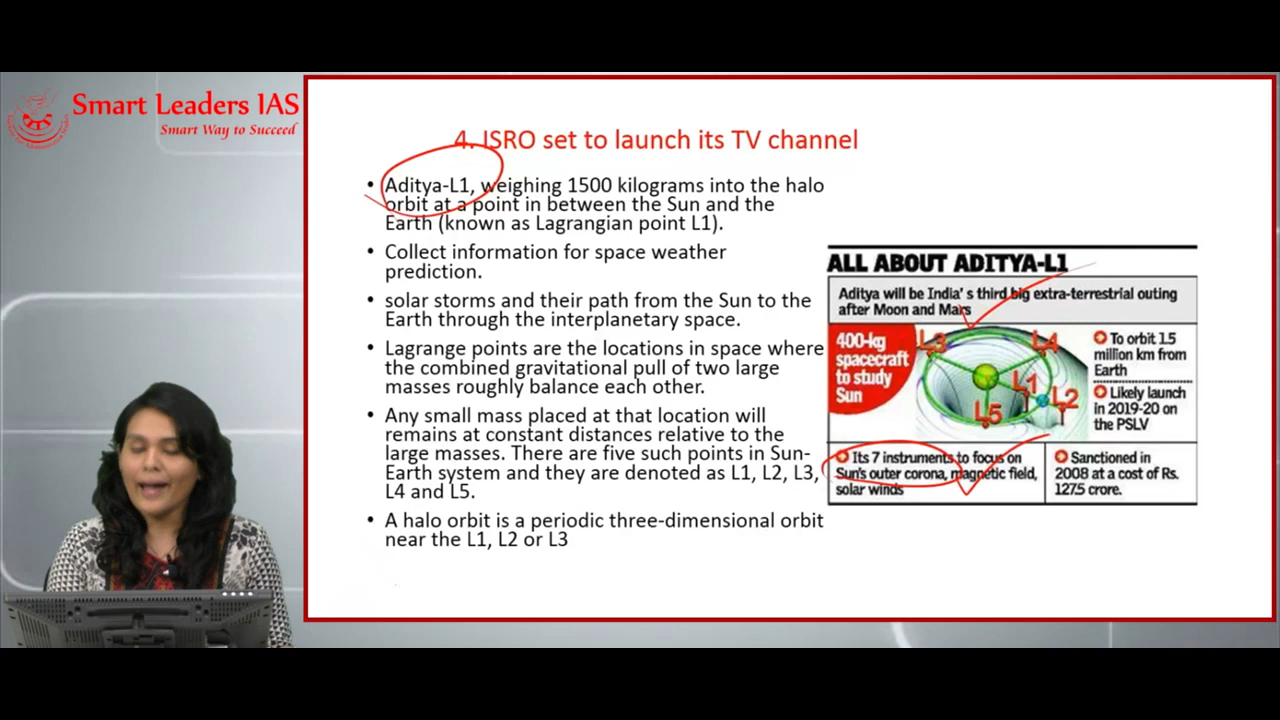 Smart Leaders IAS
Smart Way to Succeed
4. ISRO set to launch its TV channel
• Aditya-L1, weighing 1500 kilograms into the halo
orbit at a point in between the Sun and the
Earth (known as Lagrangian point L1).
• Collect information for space weather
prediction.
• solar storms and their path from the Sun to the
Earth through the interplanetary space.
• Lagrange points are the locations in space where
the combined gravitational pull of two large
masses roughly balance each other.
• Any small mass placed at that location will
remains at constant distances relative to the
large masses. There are five such points in Sun-
Earth system and they are denoted as L1, L2, L3,
L4 and L5.
• A halo orbit is a periodic three-dimensional orbit
near the L1, L2 or L3
ALL ABOUT ADITYA-L1
Aditya will be India's third big extra-terrestrial outing
after Moon and Mars
400-kg
spacecraft
to study
Sun
L3
L4
L1
L2
L5
To orbit 1.5
million km from
Earth
Likely launch
in 2019-20 on
the PSLV
Its 7 instruments to focus on
Sun's outer corona, magnetic field,
solar winds
Sanctioned in
2008 at a cost of Rs.
127.5 crore.